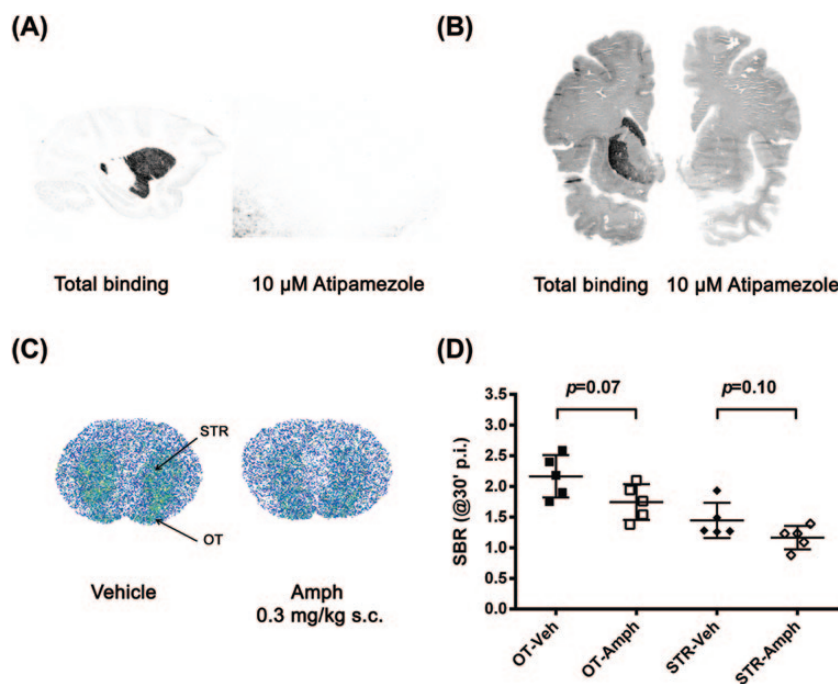 (A)
Total binding
10 µM Atipamezole
(B)
Total binding
10 µM Atipamezole
(C)
STR
OT
Vehicle
Amph
0.3 mg/kg s.c.
(D)
p=0.07
p=0.10
3.5
3.0
2.5
2.0
1.5
1.0
0.5
0.0
SBR (@30' p.i.)
OT-Veh
OT-Amph
STR-Veh
STR-Amph